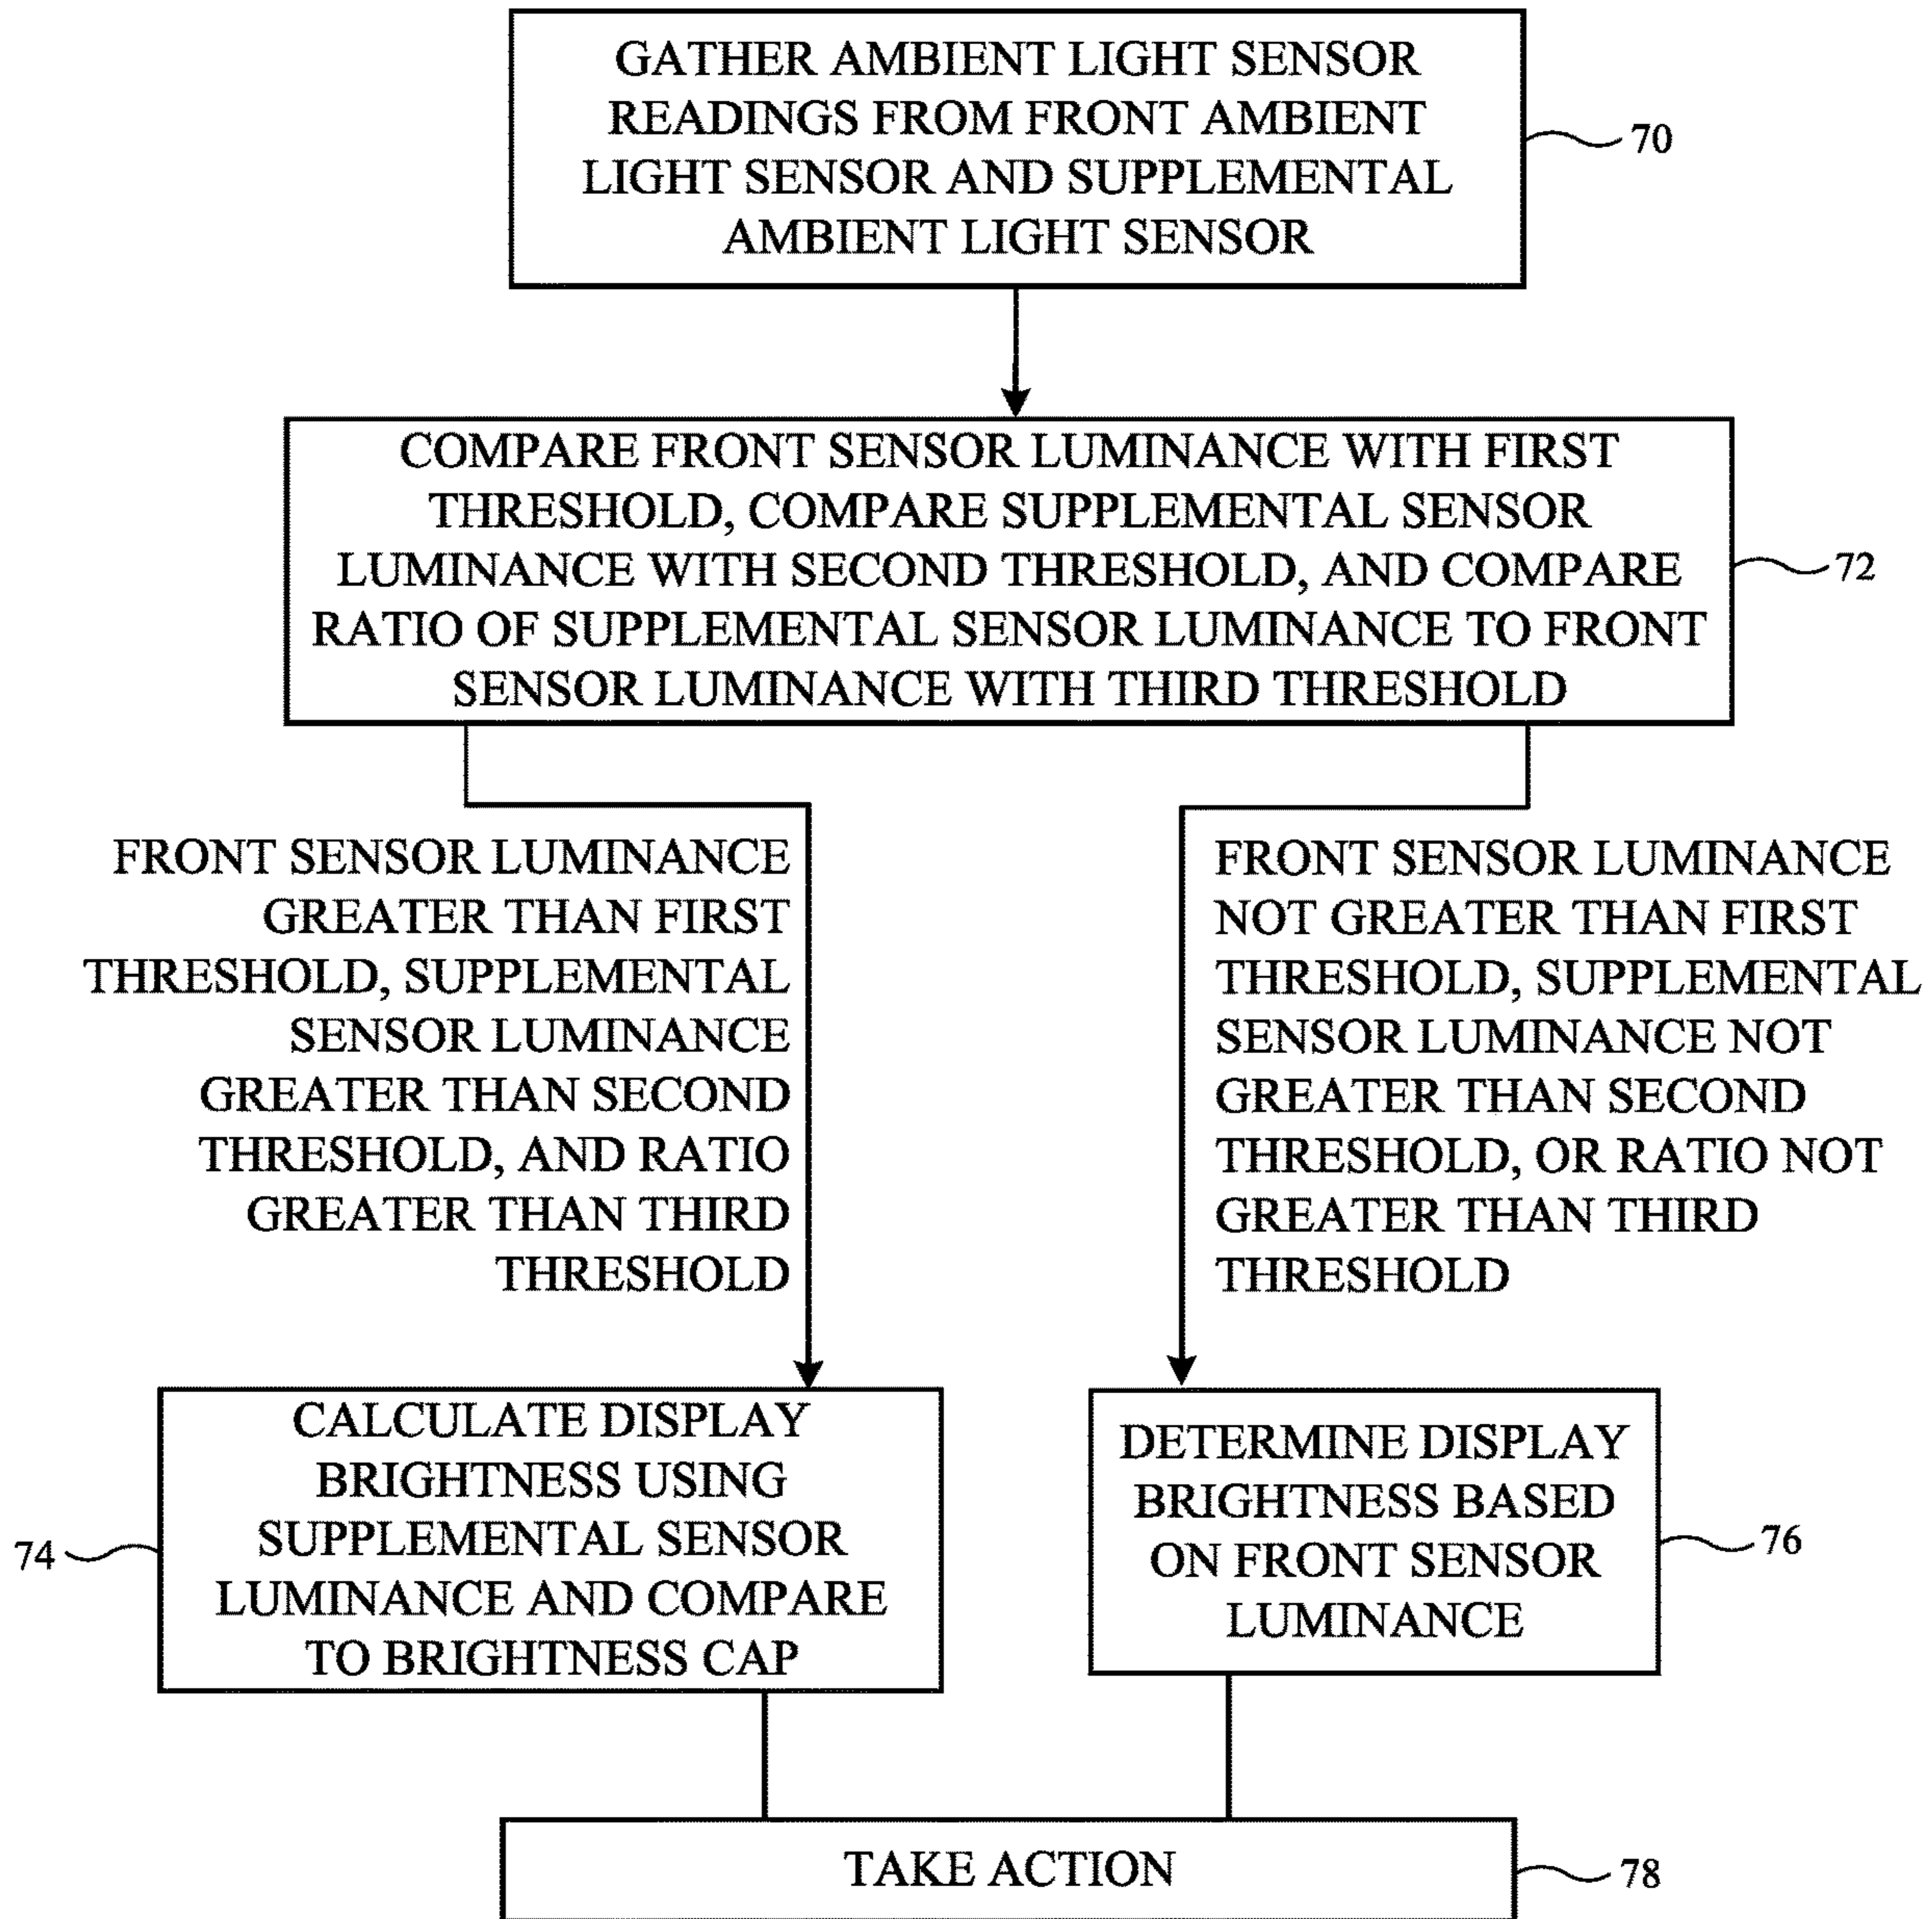 GATHER AMBIENT LIGHT SENSOR
READINGS FROM FRONT AMBIENT
LIGHT SENSOR AND SUPPLEMENTAL
AMBIENT LIGHT SENSOR
70
COMPARE FRONT SENSOR LUMINANCE WITH FIRST
THRESHOLD, COMPARE SUPPLEMENTAL SENSOR
LUMINANCE WITH SECOND THRESHOLD, AND COMPARE
RATIO OF SUPPLEMENTAL SENSOR LUMINANCE TO FRONT
SENSOR LUMINANCE WITH THIRD THRESHOLD
72
FRONT SENSOR LUMINANCE
GREATER THAN FIRST
THRESHOLD, SUPPLEMENTAL
SENSOR LUMINANCE
GREATER THAN SECOND
THRESHOLD, AND RATIO
GREATER THAN THIRD
THRESHOLD
FRONT SENSOR LUMINANCE
NOT GREATER THAN FIRST
THRESHOLD, SUPPLEMENTAL
SENSOR LUMINANCE NOT
GREATER THAN SECOND
THRESHOLD, OR RATIO NOT
GREATER THAN THIRD
THRESHOLD
CALCULATE DISPLAY
BRIGHTNESS USING
SUPPLEMENTAL SENSOR
LUMINANCE AND COMPARE
TO BRIGHTNESS CAP
74
DETERMINE DISPLAY
BRIGHTNESS BASED
ON FRONT SENSOR
LUMINANCE
76
TAKE ACTION
78